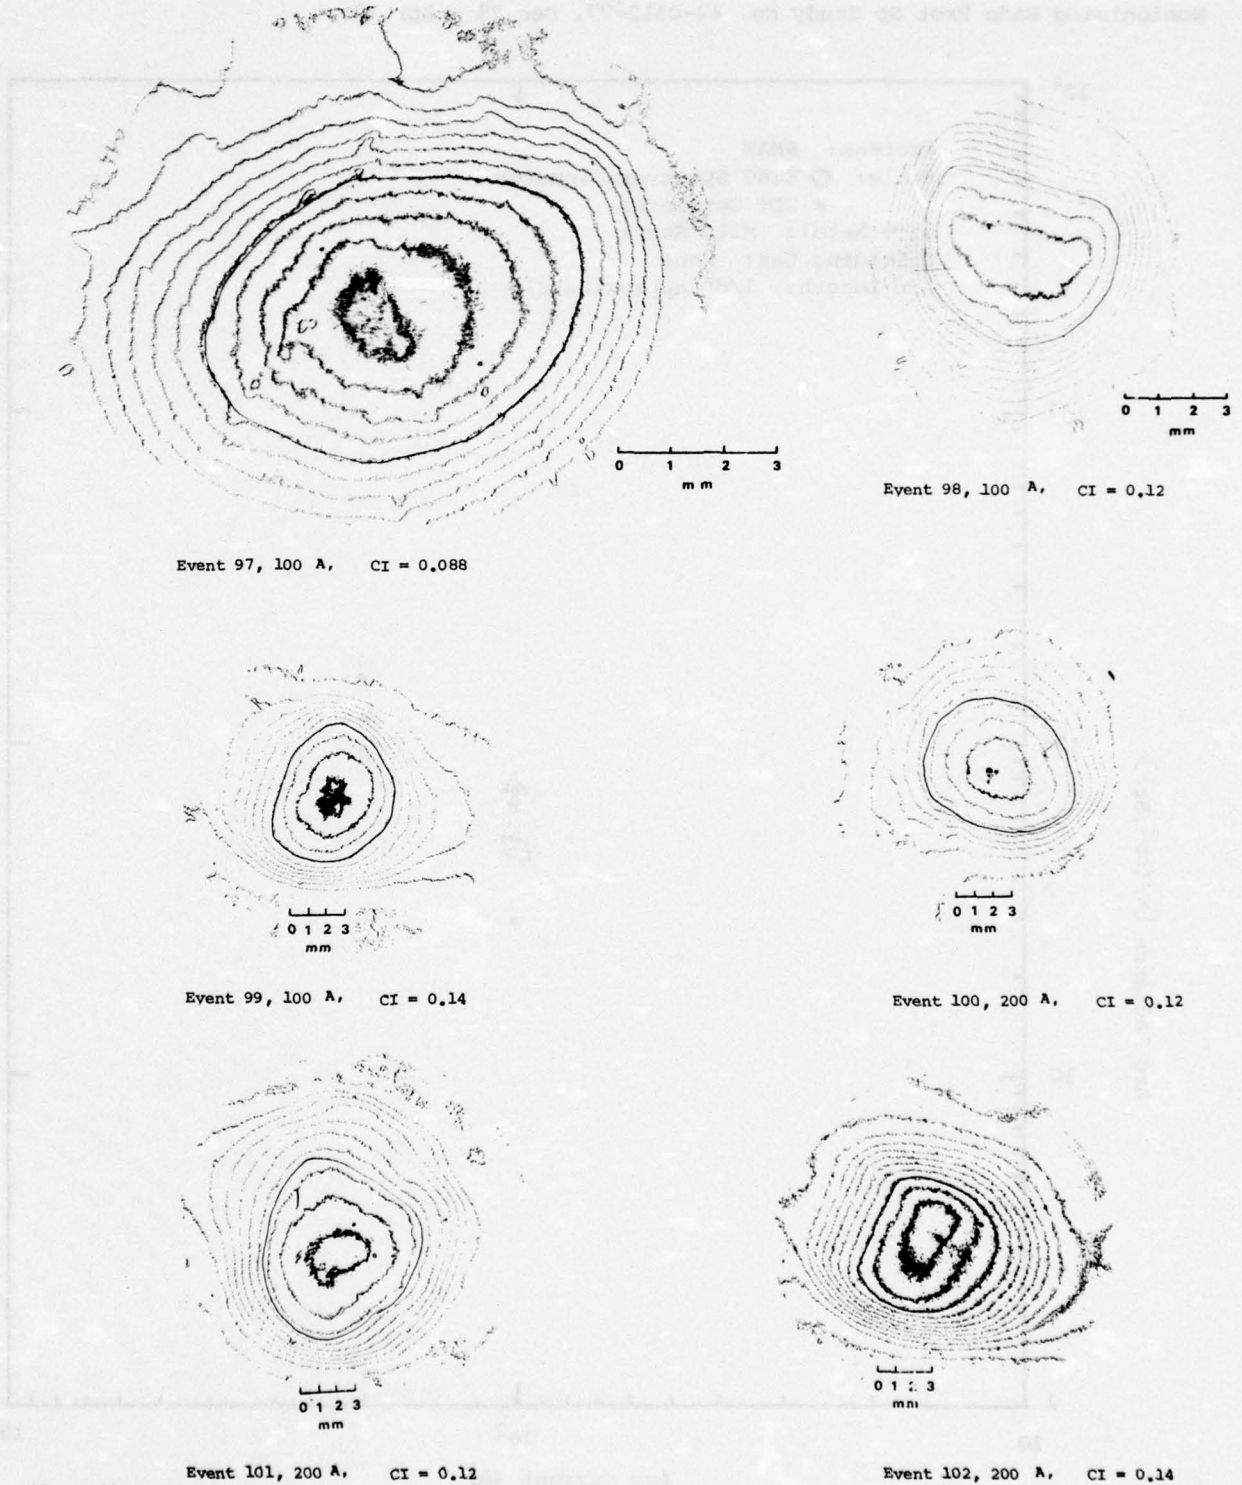 0 1 2 3
mm
Event 97, 100 A, CI = 0.088
0 1 2 3
mm
Event 98, 100 A, CI = 0.12
0 1 2 3
mm
Event 99, 100 A, CI = 0.14
0 1 2 3
mm
Event 100, 200 A, CI = 0.12
0 1 2 3
mm
Event 101, 200 A, CI = 0.12
0 1 2 3
mm
Event 102, 200 A, CI = 0.14